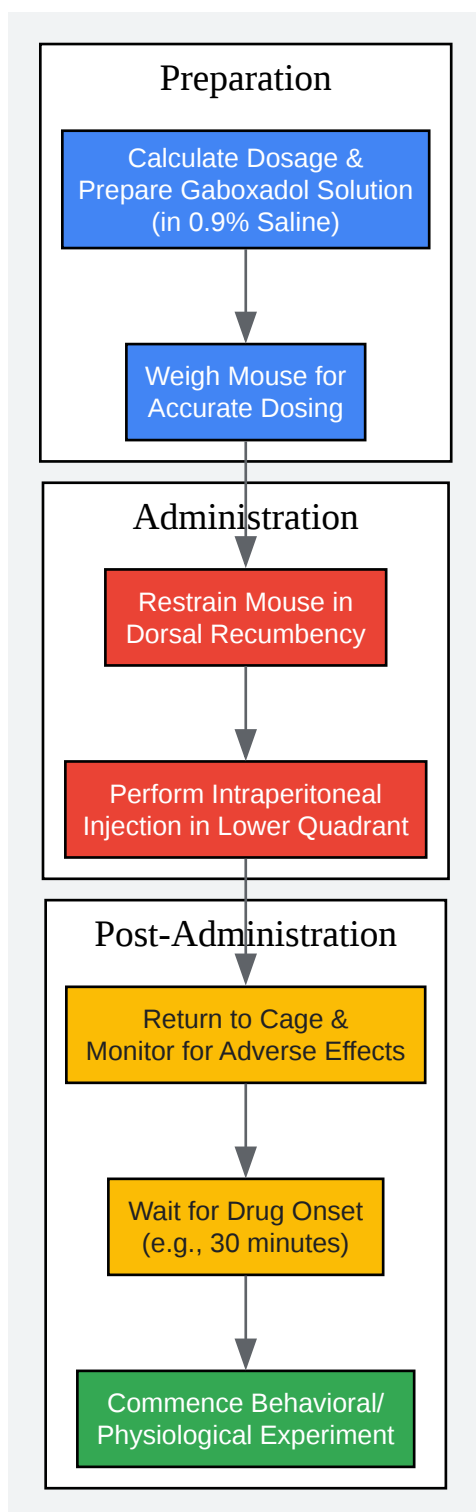 Preparation
Calculate Dosage &
Prepare Gaboxadol Solution
(in 0.9% Saline)
Weigh Mouse for
Accurate Dosing
Administration
Restrain Mouse in
Dorsal Recumbency
Perform Intraperitoneal
Injection in Lower Quadrant
Post-Administration
Return to Cage &
Monitor for Adverse Effects
Wait for Drug Onset
(e.g., 30 minutes)
Commence Behavioral/
Physiological Experiment